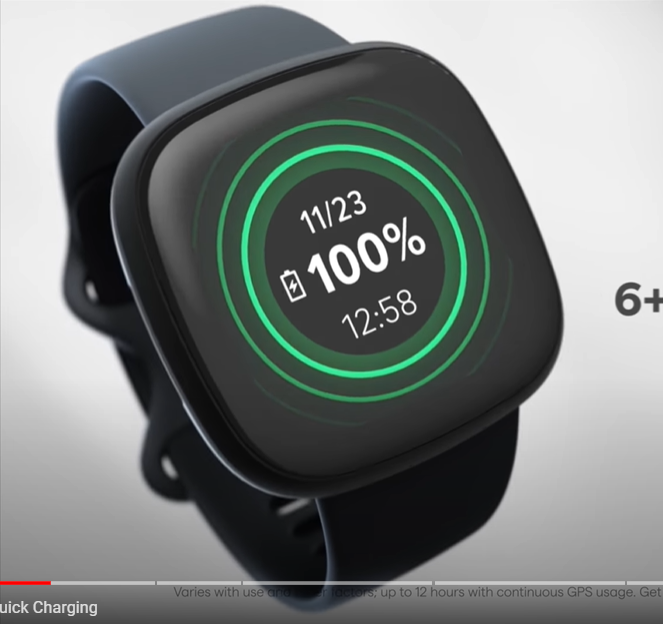 11/23
100%
12:58
6+
Varies with use and other factors; up to 12 hours with continuous GPS usage. Get
uick Charging